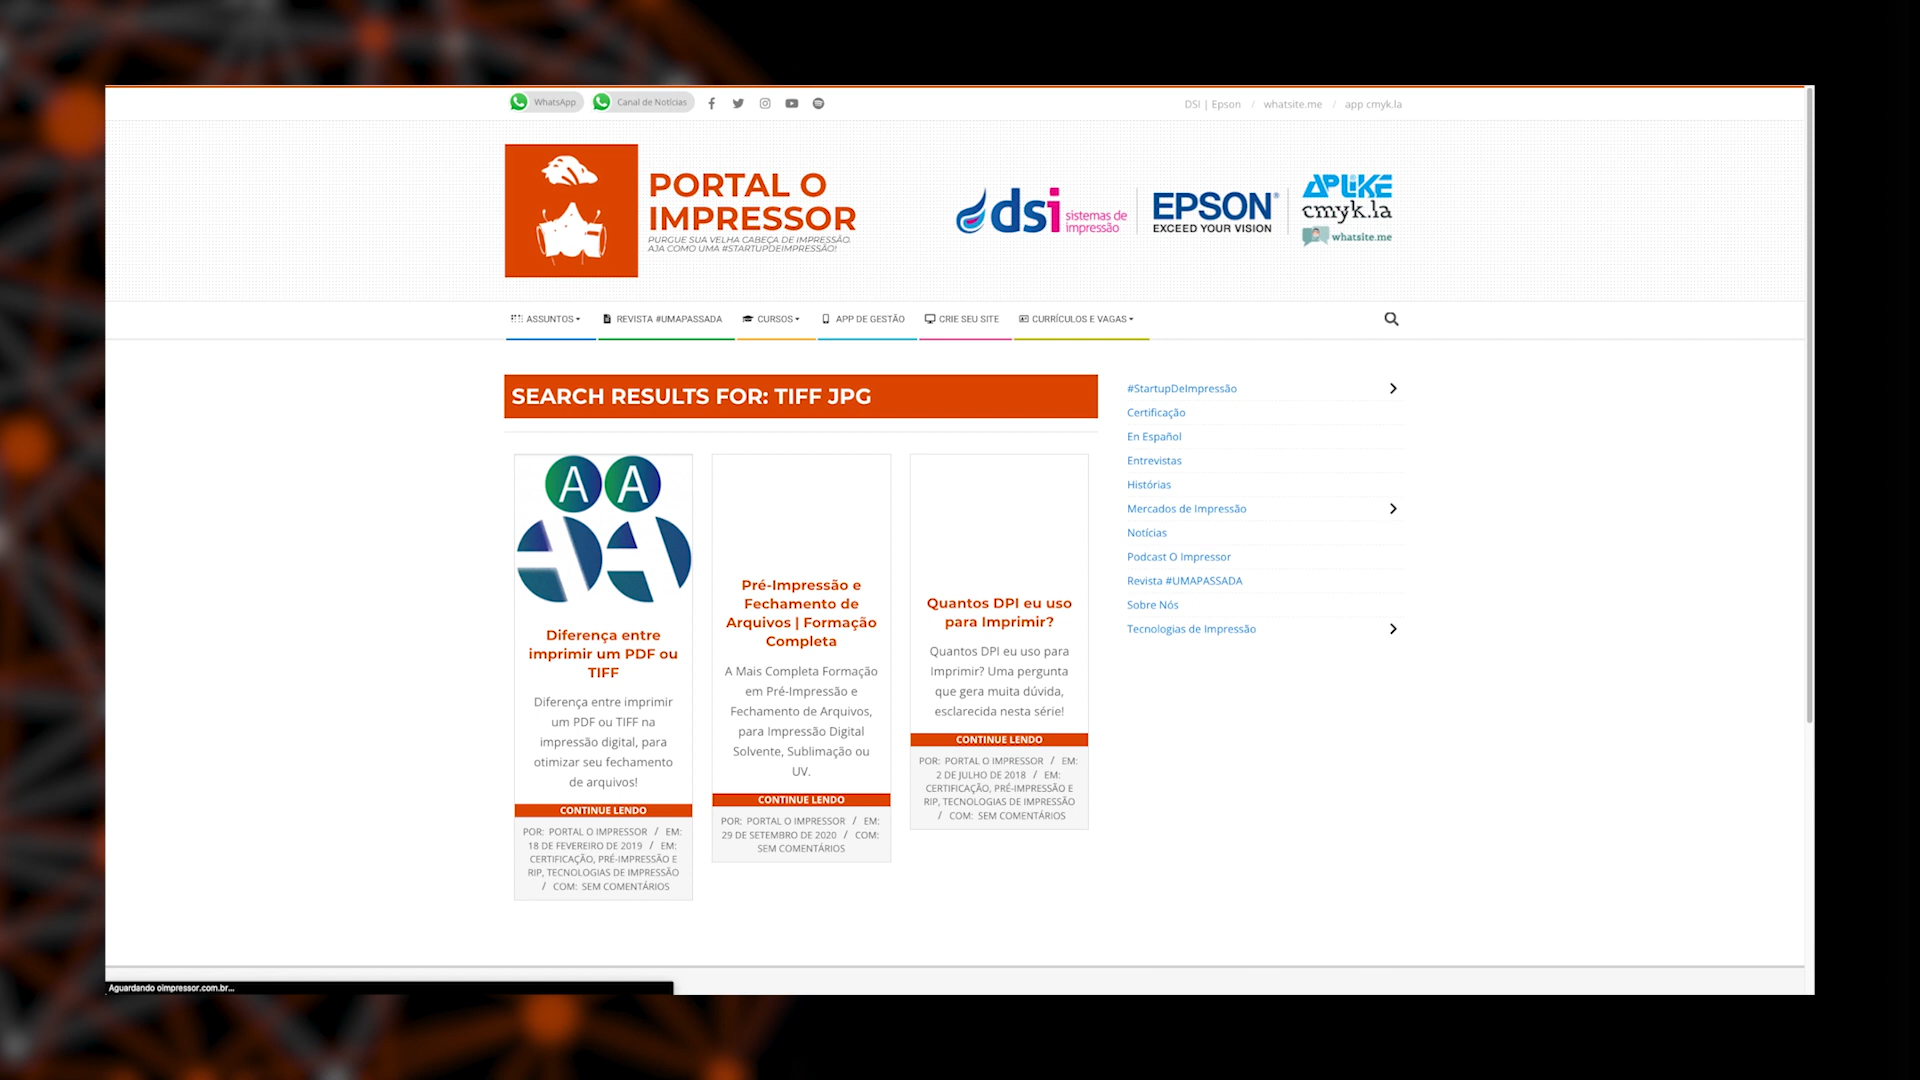 WhatsApp
Canal de Notícias
DSI | Epson / whatsite.me / app cmyk.la
PORTAL O
IMPRESSOR
PURGUE SUA VELHA CABEÇA DE IMPRESSÃO.
AJA COMO UMA #STARTUPDEIMPRESSÃO!
dsi sistemas de
impressão
EPSON®
EXCEED YOUR VISION
APLIKE
cmyk.la
whatsite.me
ASSUNTOS
REVISTA #UMAPASSADA
CURSOS
APP DE GESTÃO
CRIE SEU SITE
CURRÍCULOS E VAGAS
SEARCH RESULTS FOR: TIFF JPG
A A
A A
Diferença entre
imprimir um PDF ou
TIFF
Diferença entre imprimir
um PDF ou TIFF na
impressão digital, para
otimizar seu fechamento
de arquivos!
CONTINUE LENDO
POR: PORTAL O IMPRESSOR / EM:
18 DE FEVEREIRO DE 2019 / EM:
CERTIFICAÇÃO, PRÉ-IMPRESSÃO E
RIP, TECNOLOGIAS DE IMPRESSÃO
/ COM: SEM COMENTÁRIOS
Pré-Impressão e
Fechamento de
Arquivos | Formação
Completa
A Mais Completa Formação
em Pré-Impressão e
Fechamento de Arquivos,
para Impressão Digital
Solvente, Sublimação ou
UV.
CONTINUE LENDO
POR: PORTAL O IMPRESSOR / EM:
29 DE SETEMBRO DE 2020 / COM:
SEM COMENTÁRIOS
Quantos DPI eu uso
para Imprimir?
Quantos DPI eu uso para
Imprimir? Uma pergunta
que gera muita dúvida,
esclarecida nesta série!
CONTINUE LENDO
POR: PORTAL O IMPRESSOR / EM:
2 DE JULHO DE 2018 / EM:
CERTIFICAÇÃO, PRÉ-IMPRESSÃO E
RIP, TECNOLOGIAS DE IMPRESSÃO
/ COM: SEM COMENTÁRIOS
#StartupDeImpressão
Certificação
En Español
Entrevistas
Histórias
Mercados de Impressão
Notícias
Podcast O Impressor
Revista #UMAPASSADA
Sobre Nós
Tecnologias de Impressão
Aguardando oimpressor.com.br...